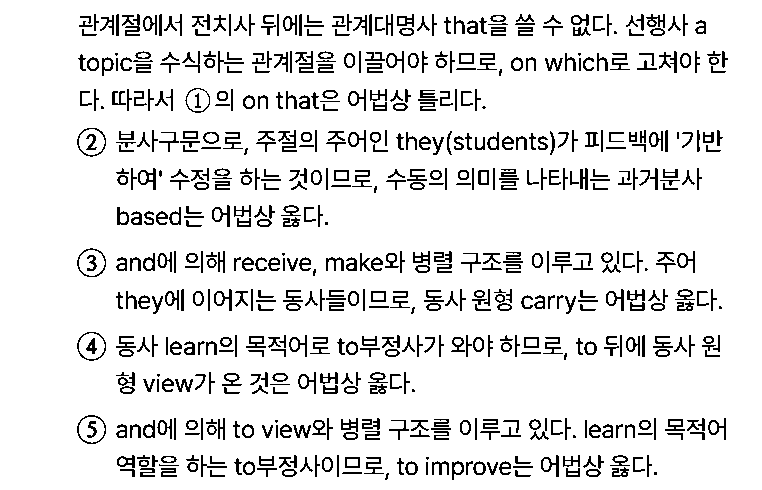 관계절에서 전치사 뒤에는 관계대명사 that을 쓸 수 없다. 선행사 a
topic을 수식하는 관계절을 이끌어야 하므로, on which로 고쳐야 한
다. 따라서 ①의 on that은 어법상 틀리다.
② 분사구문으로, 주절의 주어인 they(students)가 피드백에 '기반
하여' 수정을 하는 것이므로, 수동의 의미를 나타내는 과거분사
based는 어법상 옳다.
③ and에 의해 receive, make와 병렬 구조를 이루고 있다. 주어
they에 이어지는 동사들이므로, 동사 원형 carry는 어법상 옳다.
④ 동사 learn의 목적어로 to부정사가 와야 하므로, to 뒤에 동사 원
형 view가 온 것은 어법상 옳다.
⑤ and에 의해 to view와 병렬 구조를 이루고 있다. learn의 목적어
역할을 하는 to부정사이므로, to improve는 어법상 옳다.